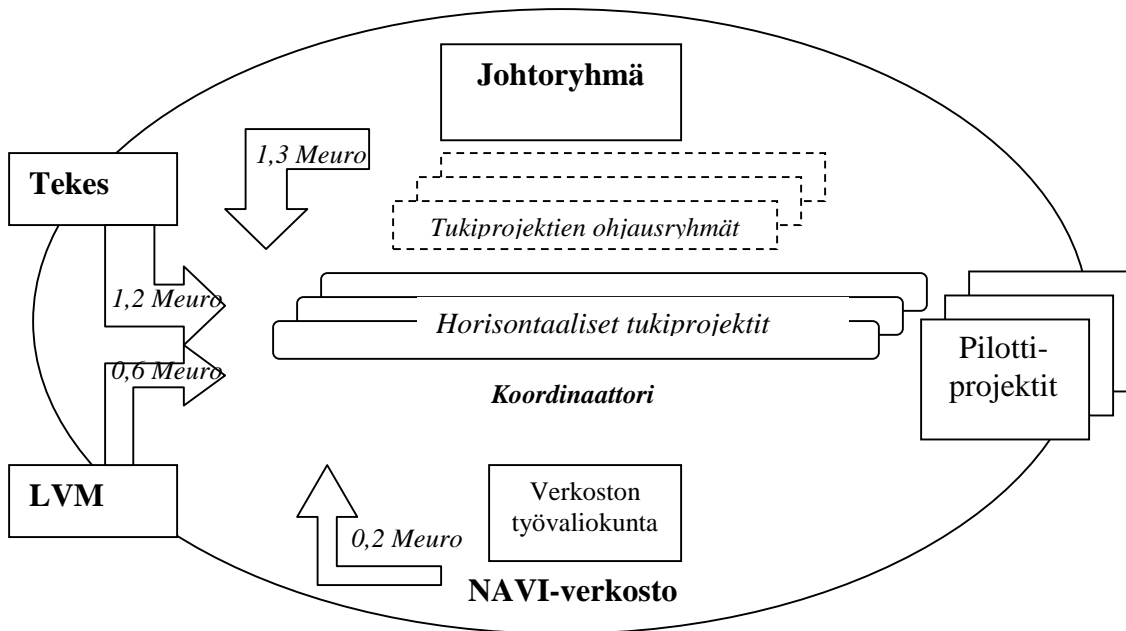 Johtoryhmä
1,3 Meuro
Tekes
Tukiprojektien ohjausryhmät
1,2 Meuro
Horisontaaliset tukiprojektit
Pilotti-
projektit
0,6 Meuro
Koordinaattori
LVM
Verkoston
työvaliokunta
0,2 Meuro
NAVI-verkosto